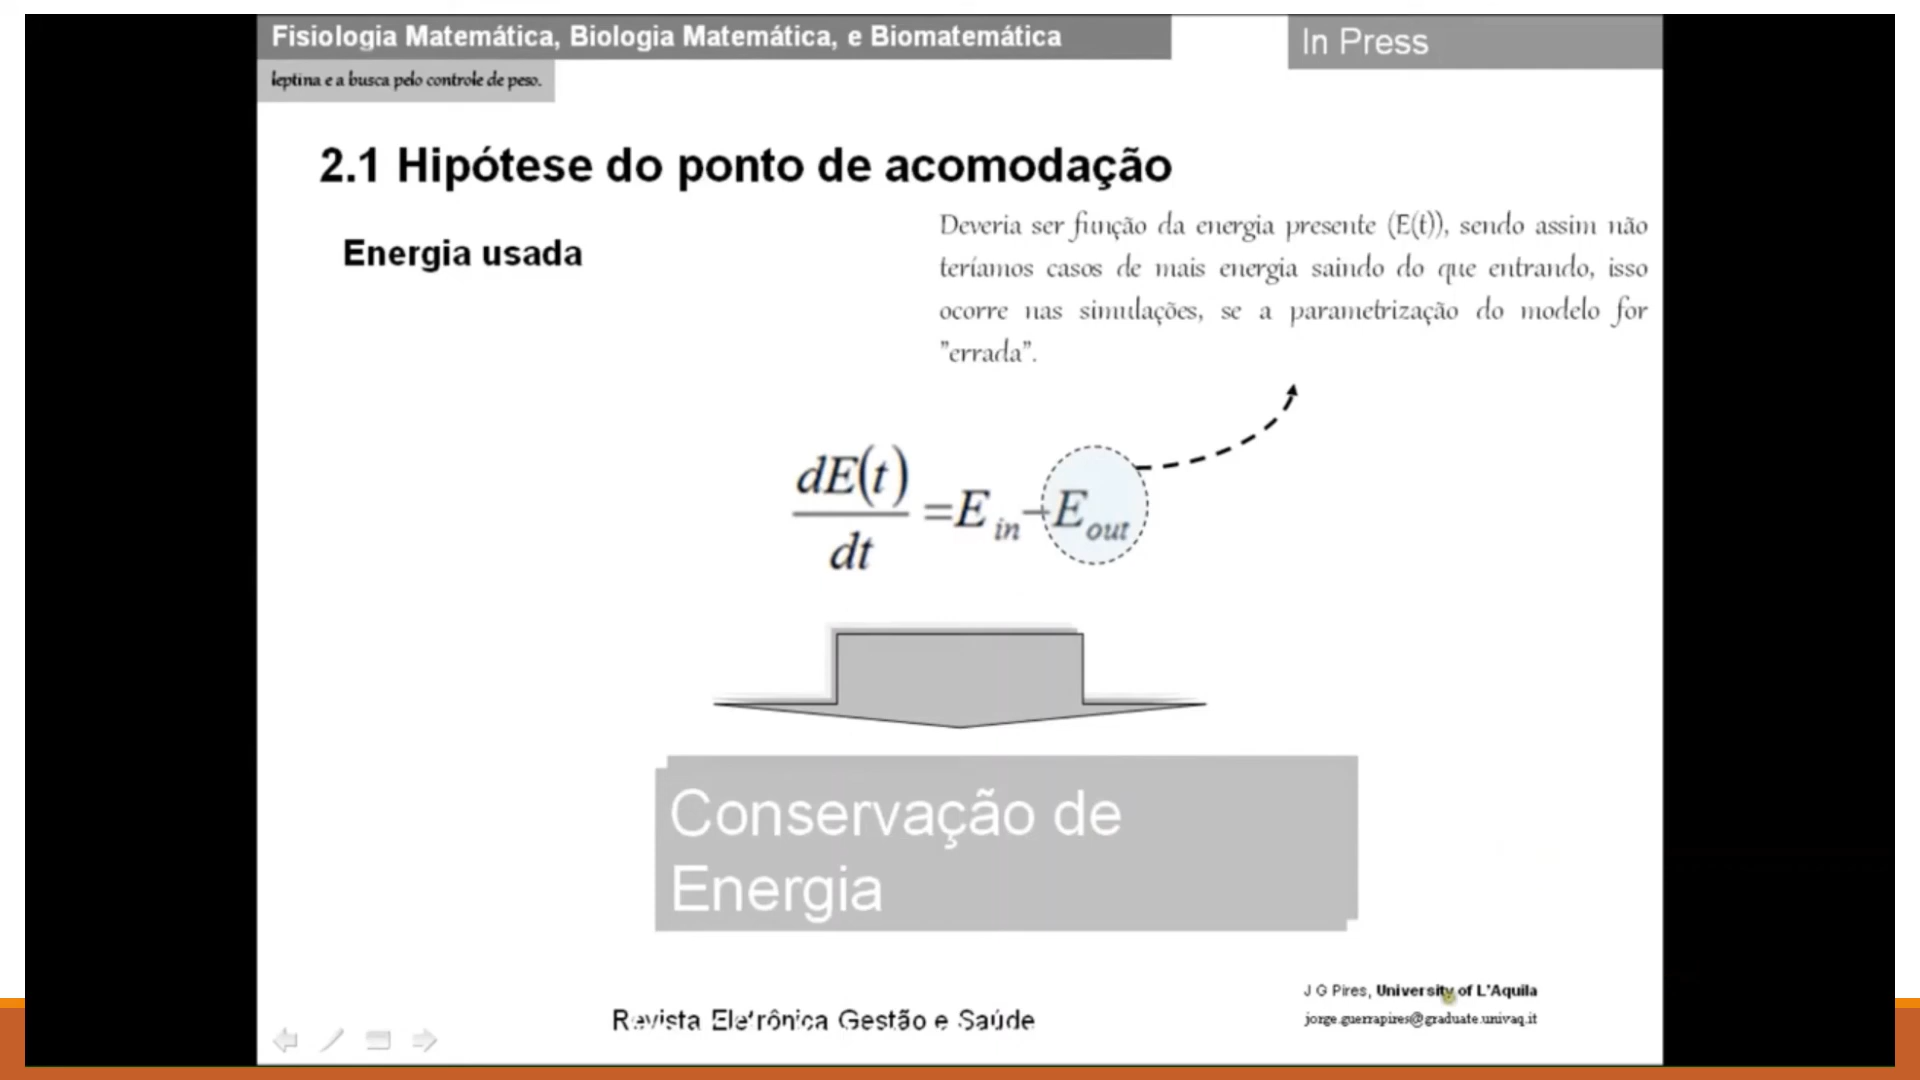 Fisiologia Matemática, Biologia Matemática, e Biomatemática
In Press
leptina e a busca pelo controle de peso.
2.1 Hipótese do ponto de acomodação
Energia usada
Deveria ser função da energia presente (E(t)), sendo assim não
teríamos casos de mais energia saindo do que entrando, isso
ocorre nas simulações, se a parametrização do modelo for
"errada".
dE(t)/dt = E in − E out
Conservação de
Energia
J G Pires, University of L'Aquila
Revista Eletrônica Gestão e Saúde
jorge.guerrapires@graduate.univaq.it